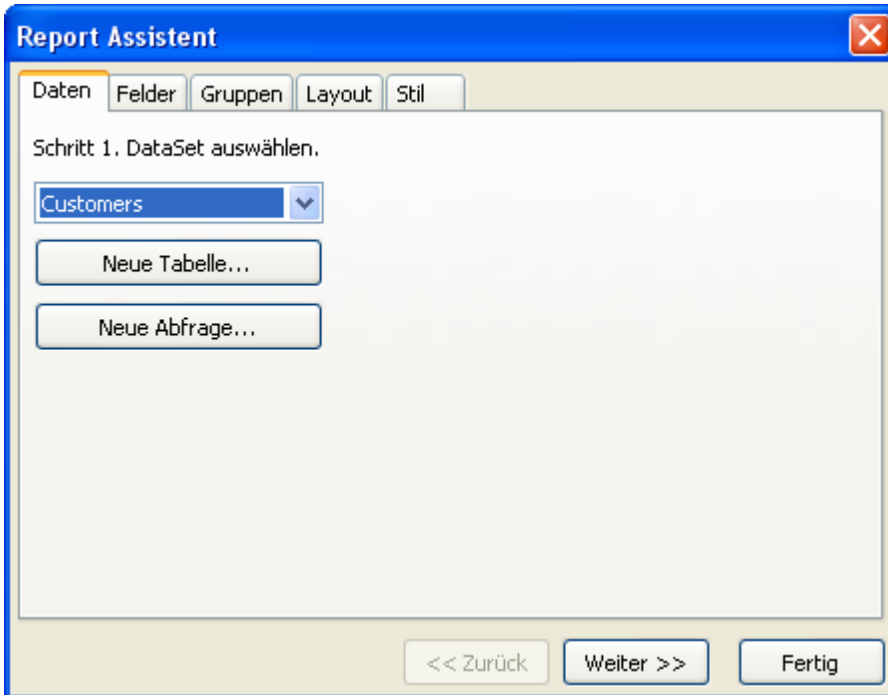 Report Assistent
Daten Felder Gruppen Layout Stil
Schritt 1. DataSet auswählen.
Customers
Neue Tabelle...
Neue Abfrage...
<< Zurück Weiter >> Fertig